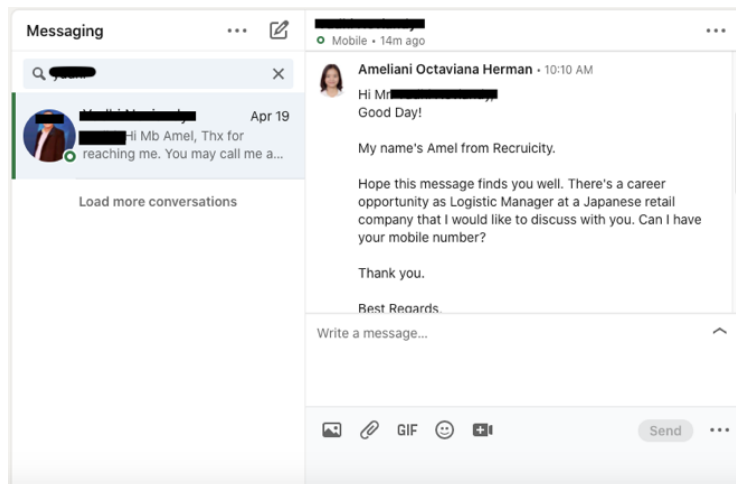 Messaging
Apr 19
Hi Mb Amel, Thx for
reaching me. You may call me a...
Load more conversations
Mobile • 14m ago
Ameliani Octaviana Herman • 10:10 AM
Hi Mr
Good Day!
My name's Amel from Recruicity.
Hope this message finds you well. There's a career
opportunity as Logistic Manager at a Japanese retail
company that I would like to discuss with you. Can I have
your mobile number?
Thank you.
Best Regards,
Write a message...
GIF
Send